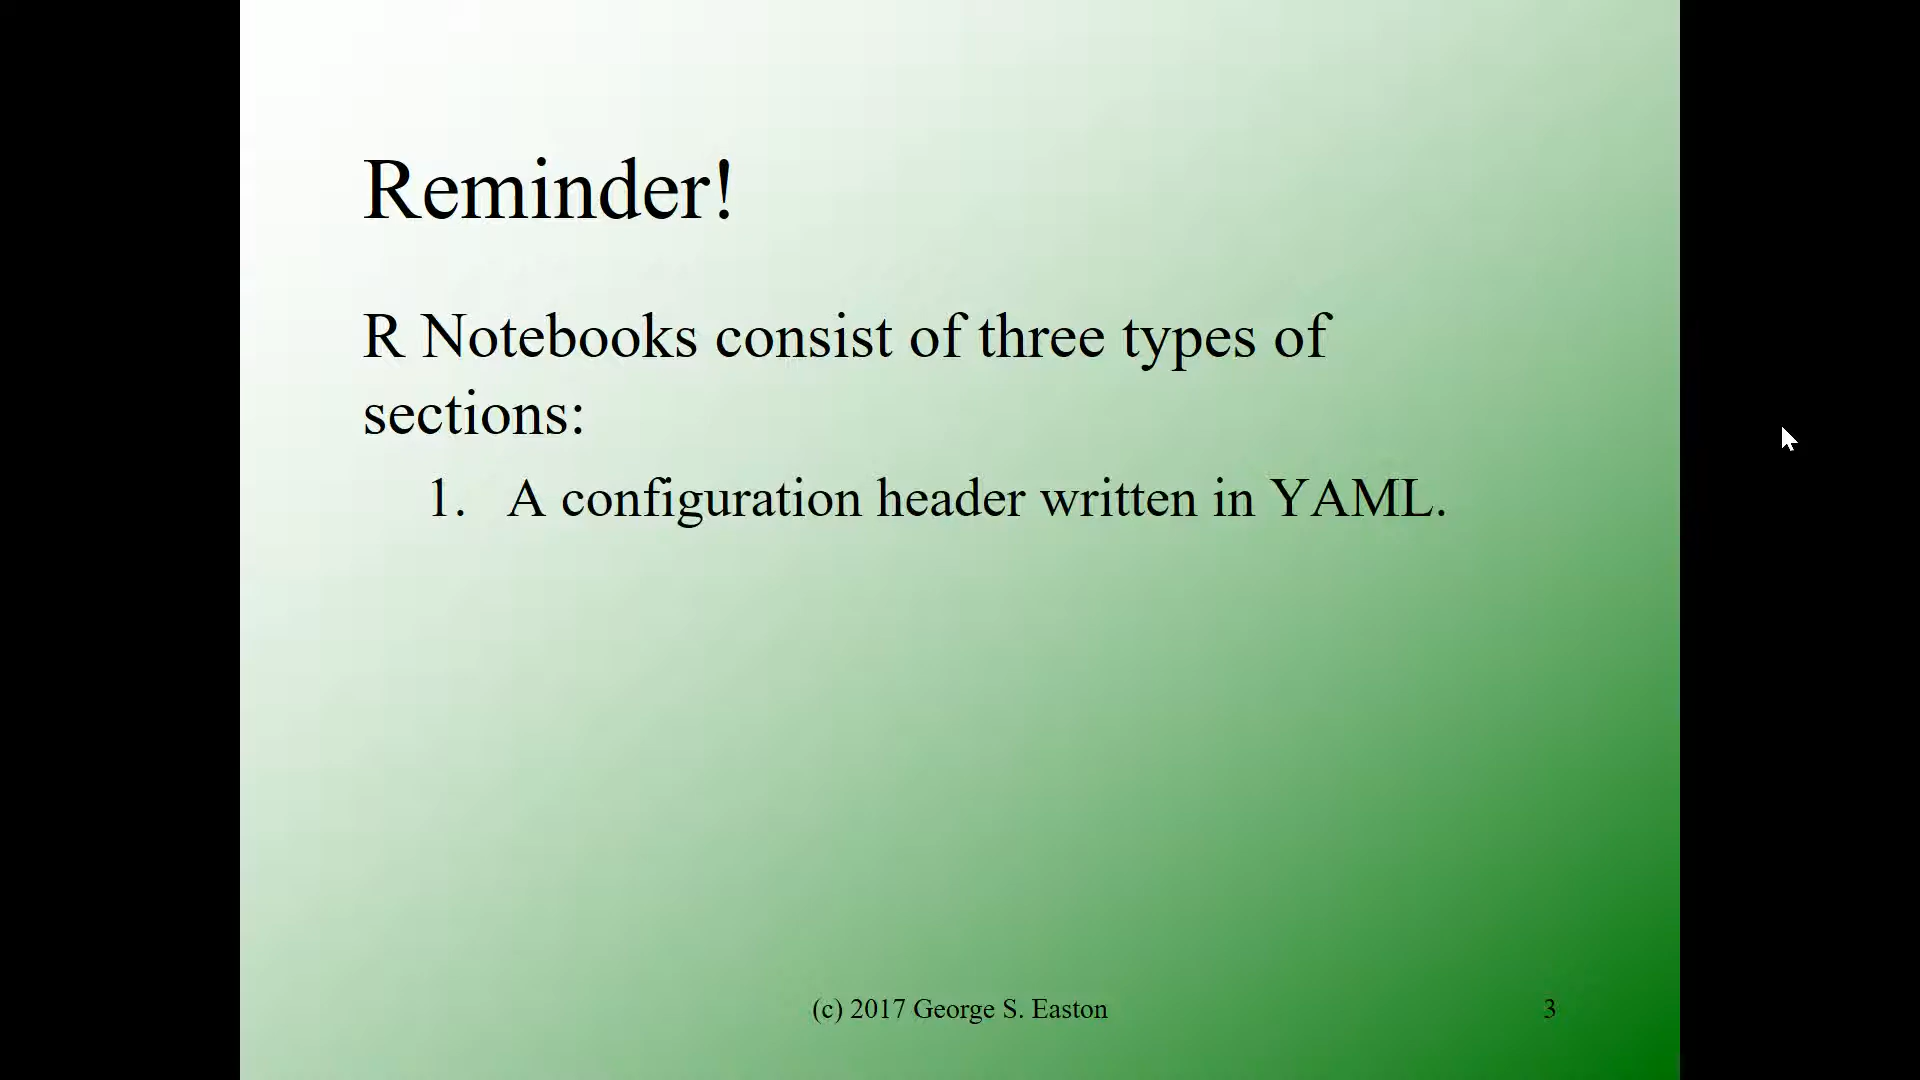 Reminder!
R Notebooks consist of three types of
sections:
1. A configuration header written in YAML.
(c) 2017 George S. Easton
3